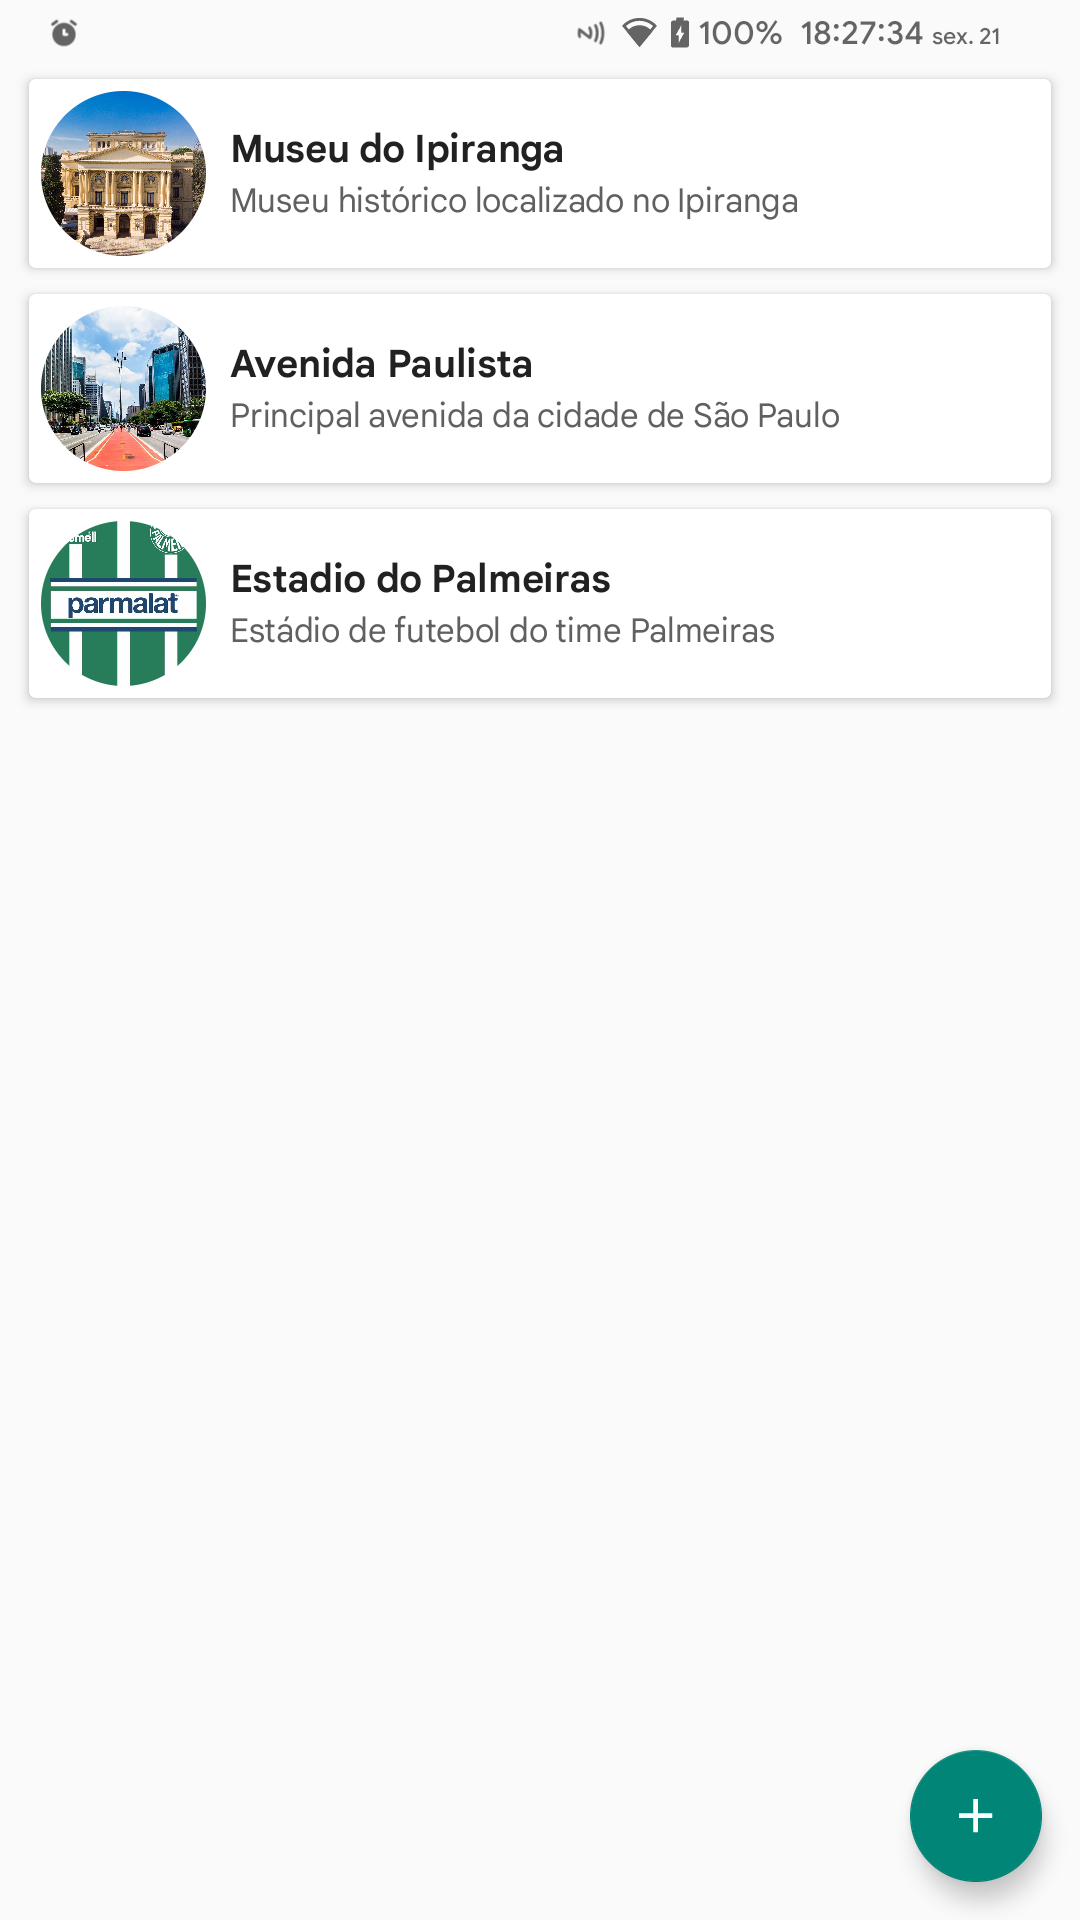 100% 18:27:34 sex. 21
Museu do Ipiranga
Museu histórico localizado no Ipiranga
Avenida Paulista
Principal avenida da cidade de São Paulo
parmalat
Estadio do Palmeiras
Estádio de futebol do time Palmeiras